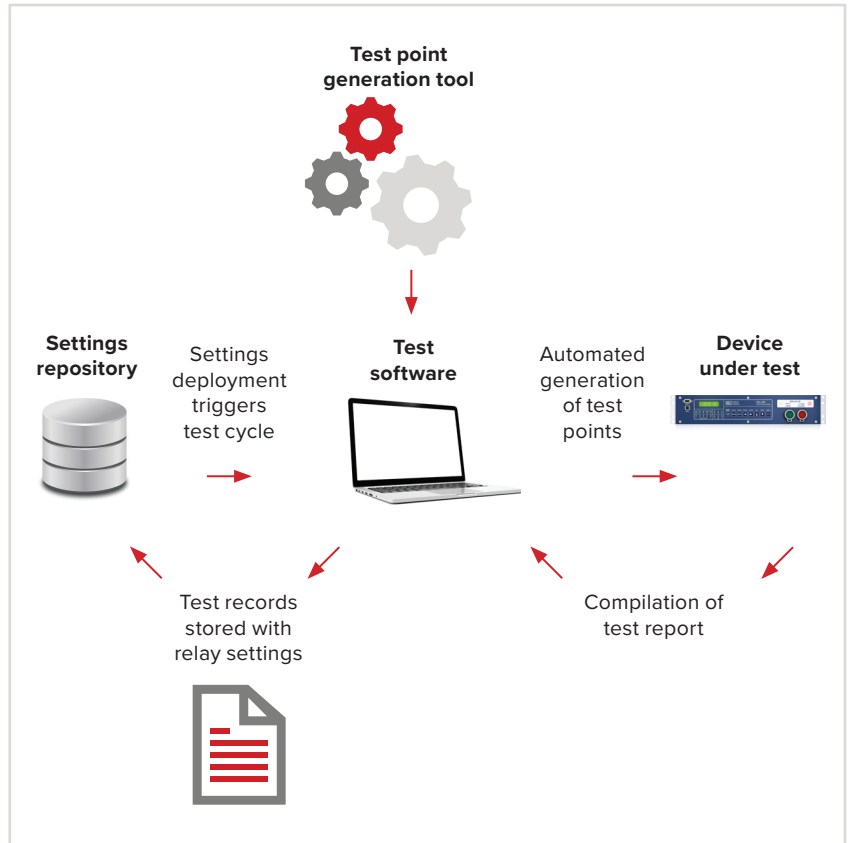 Test point
generation tool
Settings
repository
Settings
deployment
triggers
test cycle
Test
software
Automated
generation
of test
points
Device
under test
Test records
stored with
relay settings
Compilation of
test report